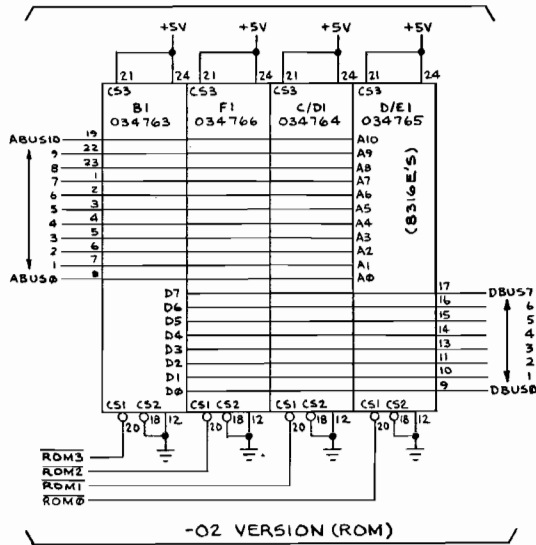 +5V +5V +5V +5V
21 24 21 24 21 24 21 24
CS3 CS3 CS3 CS3
B1 F1 C/D1 D/E1
034763 034766 034764 034765
(8316E'S)
ABUS10 19 A10
9 22 A9
8 23 A8
7 1 A7
6 2 A6
5 3 A5
4 4 A4
3 5 A3
2 6 A2
1 7 A1
ABUSØ 8 AØ
D7 17 DBUS7
D6 16 6
D5 15 5
D4 14 4
D3 13 3
D2 11 2
D1 10 1
DØ 9 DBUSØ
CS1 CS2 CS1 CS2 CS1 CS2 CS1 CS2
20 18 12 20 18 12 20 18 12 20 18 12
ROM3
ROM2
ROM1
ROMØ
-02 VERSION (ROM)